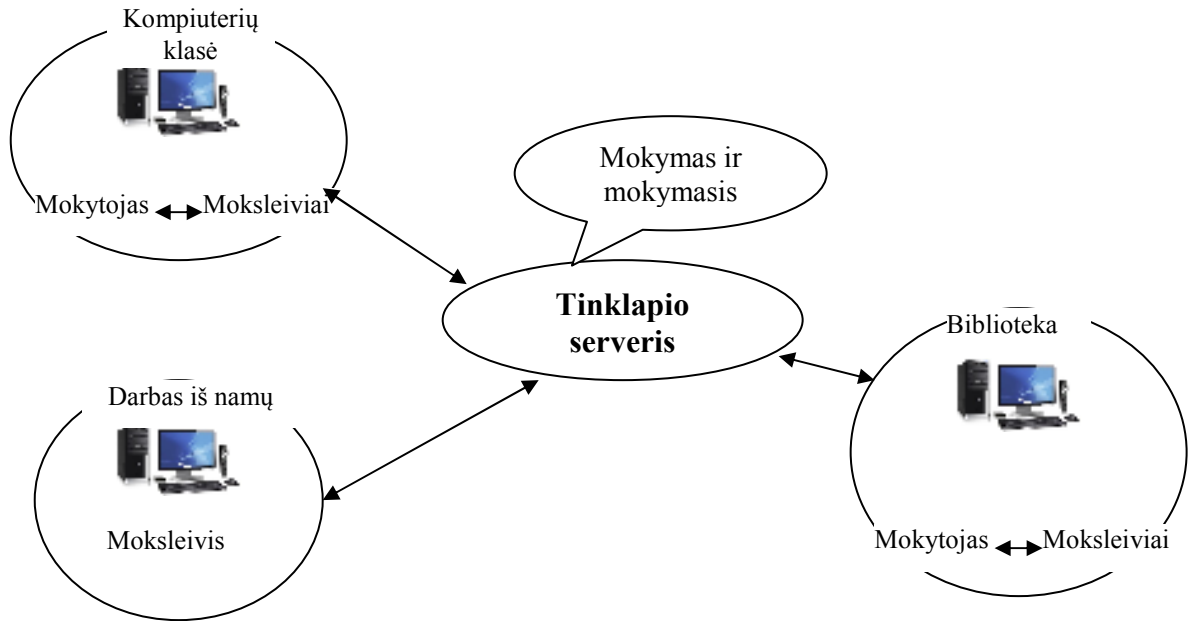 Kompiuterių
klasė
Mokytojas
Moksleiviai
Mokymas ir
mokymasis
Tinklapio
serveris
Darbas iš namų
Moksleivis
Biblioteka
Mokytojas
Moksleiviai